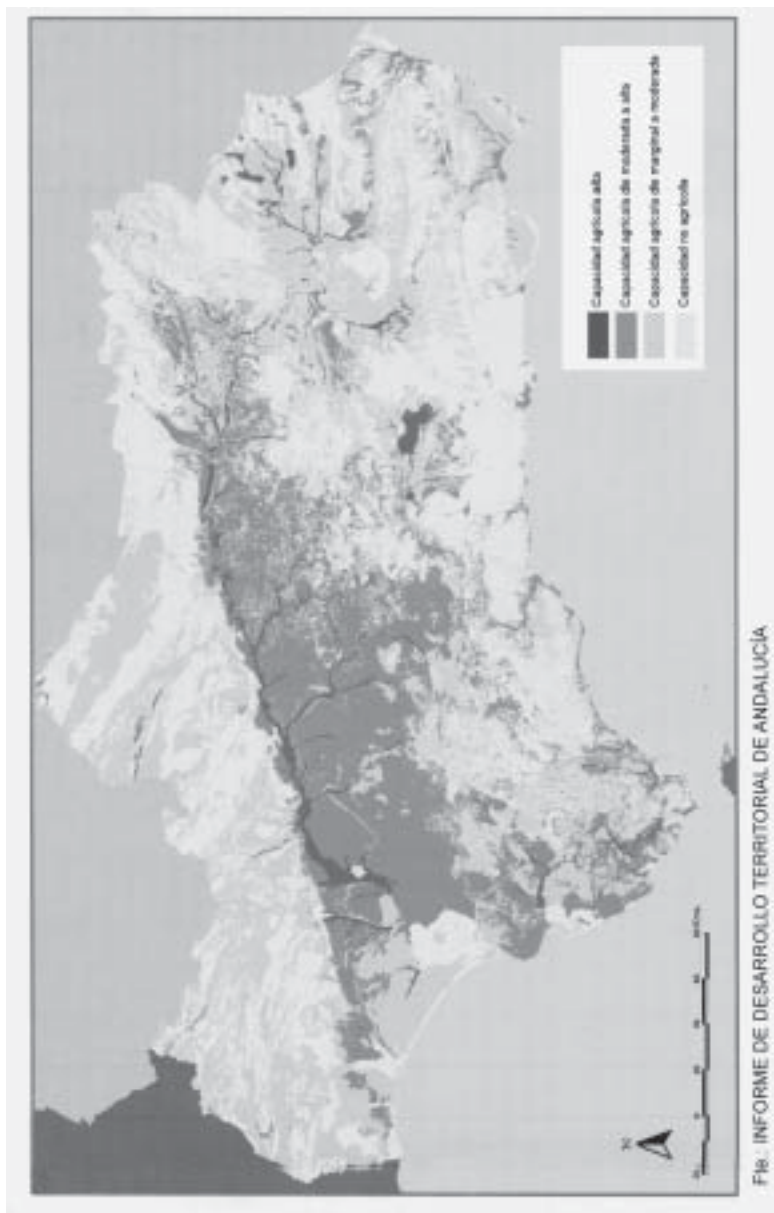 Capacidad agrícola alta
Capacidad agrícola de moderada a alta
Capacidad agrícola de marginal a moderada
Capacidad no agrícola
N
Fte.: INFORME DE DESARROLLO TERRITORIAL DE ANDALUCÍA